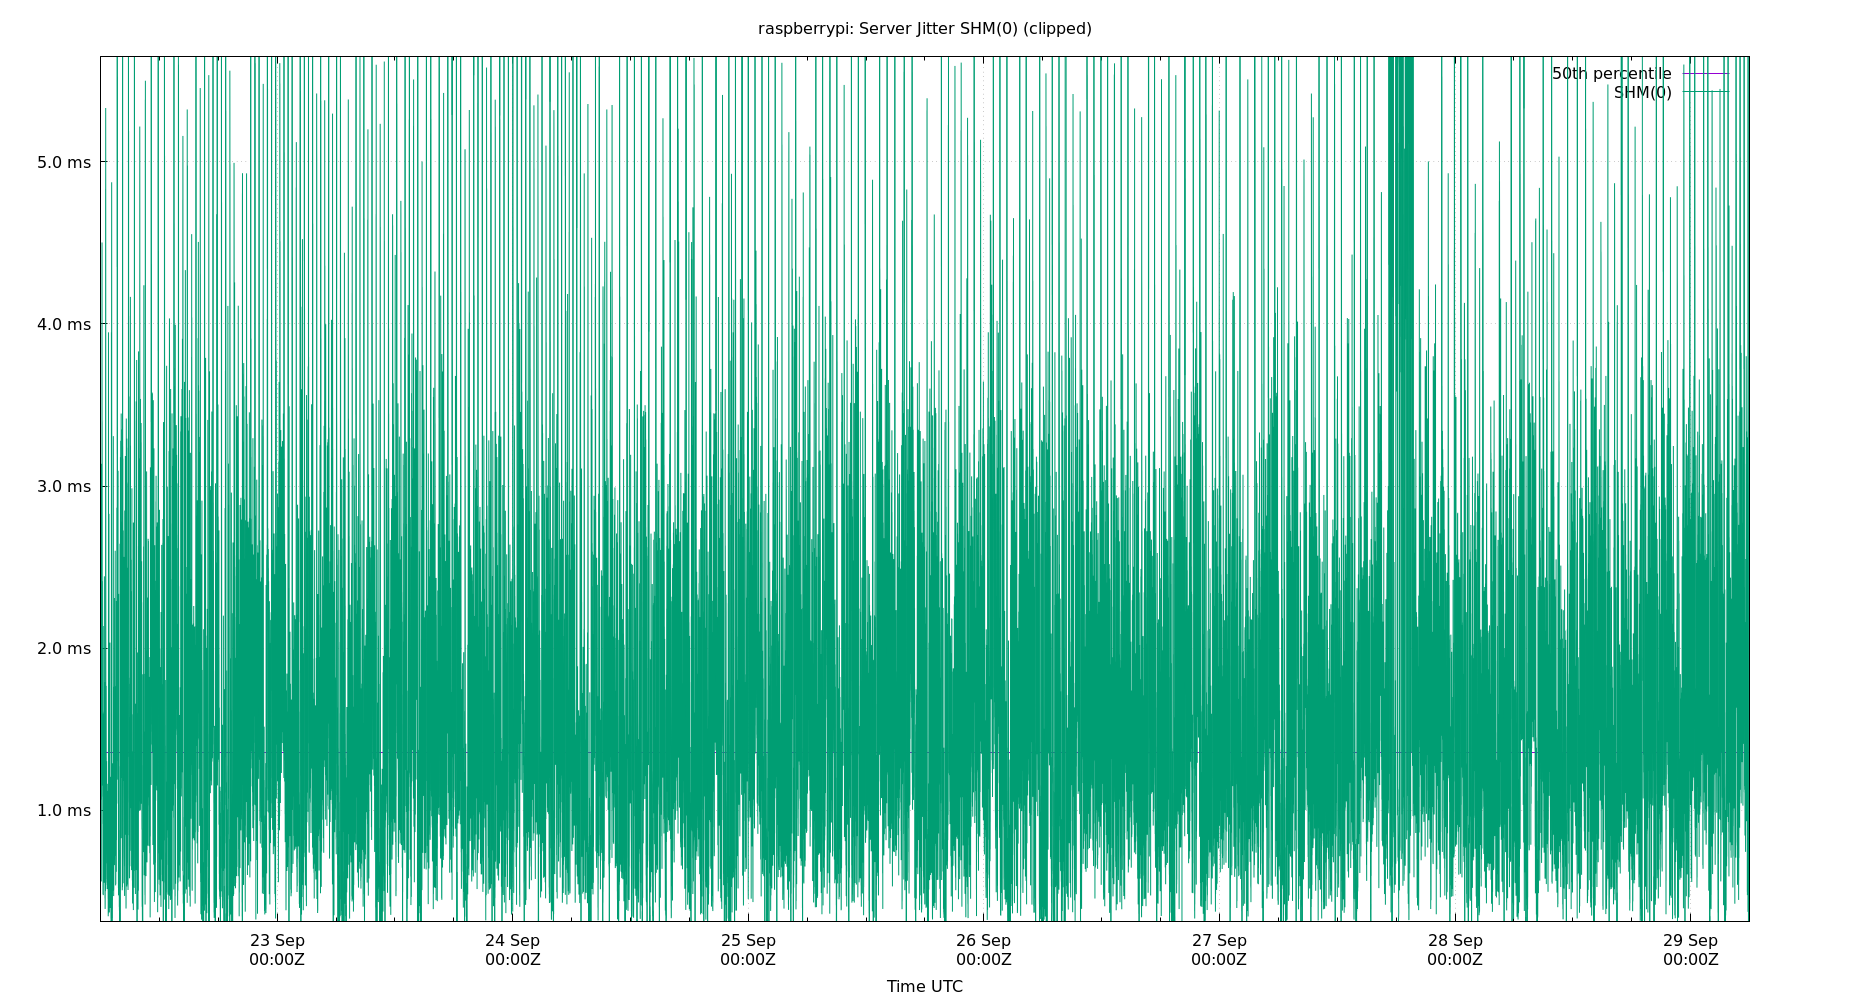 raspberrypi: Server Jitter SHM(0) (clipped)
50th percentile
SHM(0)
5.0 ms
4.0 ms
3.0 ms
2.0 ms
1.0 ms
23 Sep 24 Sep 25 Sep 26 Sep 27 Sep 28 Sep 29 Sep
00:00Z 00:00Z 00:00Z 00:00Z 00:00Z 00:00Z 00:00Z
Time UTC